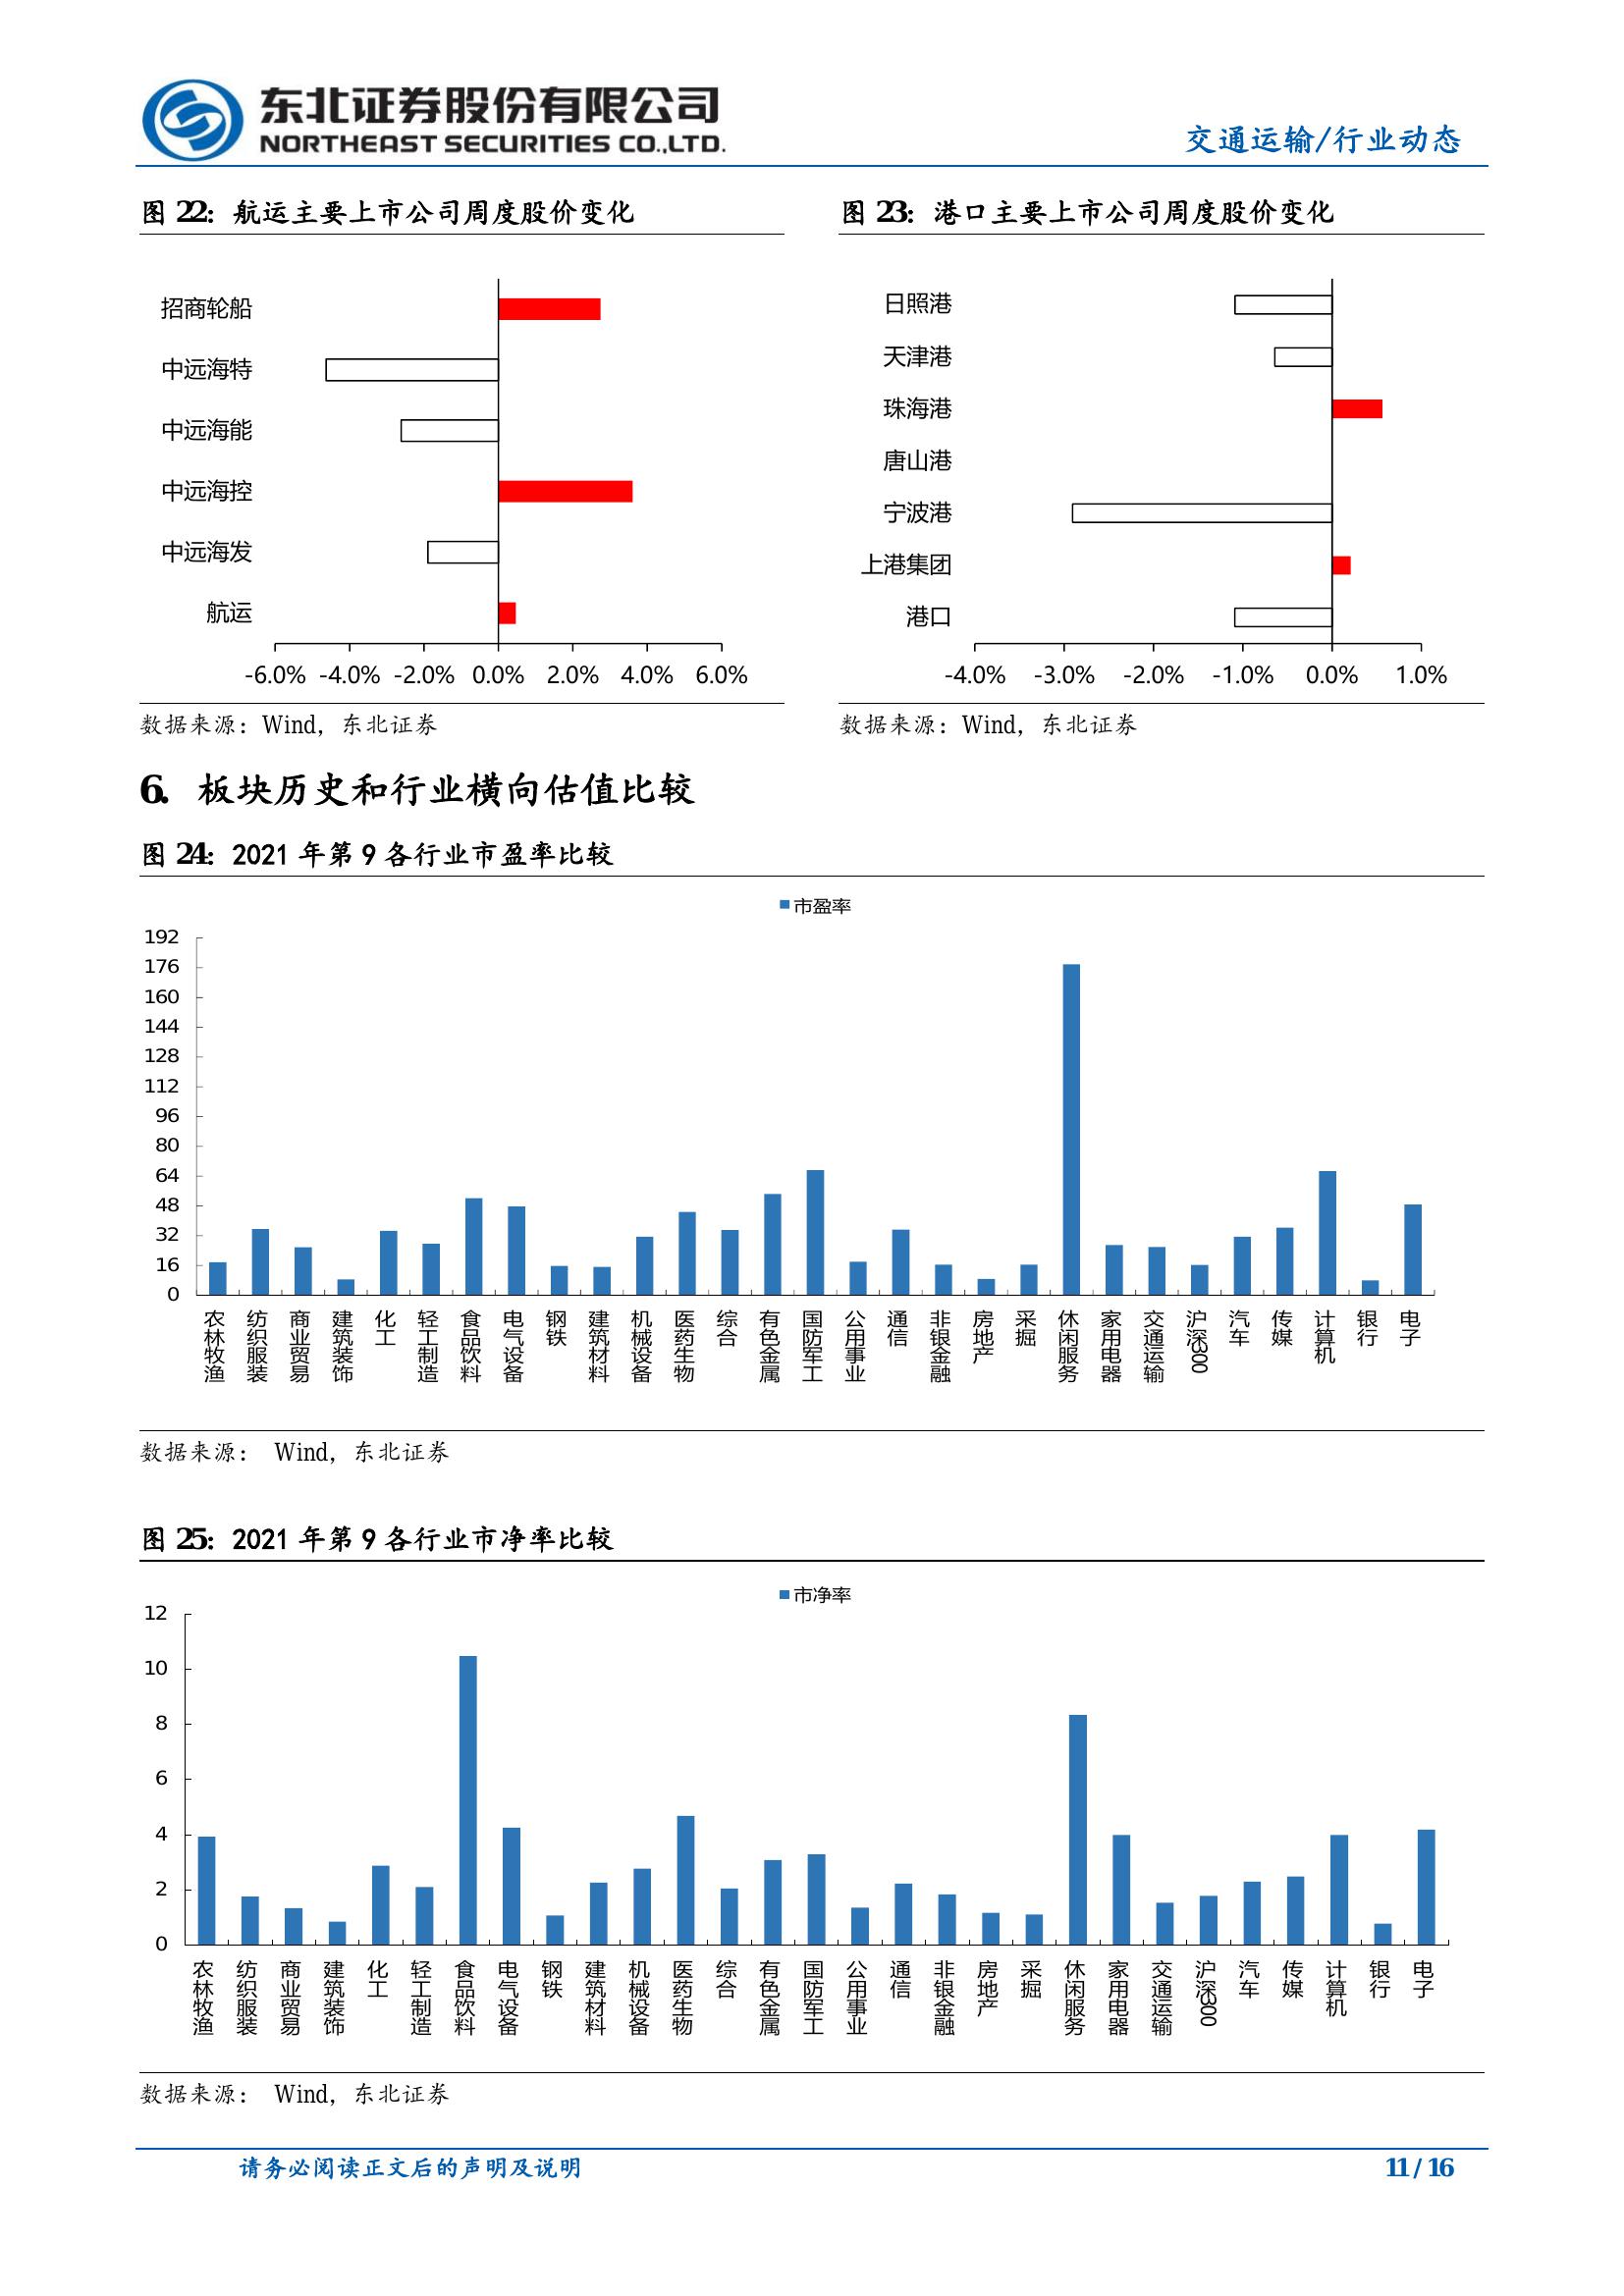 东北证券股份有限公司
NORTHEAST SECURITIES CO.,LTD.
交通运输/行业动态
图 22：航运主要上市公司周度股价变化
招商轮船
中远海特
中远海能
中远海控
中远海发
航运
-6.0% -4.0% -2.0% 0.0% 2.0% 4.0% 6.0%
数据来源：Wind，东北证券
图 23：港口主要上市公司周度股价变化
日照港
天津港
珠海港
唐山港
宁波港
上港集团
港口
-4.0% -3.0% -2.0% -1.0% 0.0% 1.0%
数据来源：Wind，东北证券
6. 板块历史和行业横向估值比较
图 24：2021 年第 9 各行业市盈率比较
市盈率
192
176
160
144
128
112
96
80
64
48
32
16
0
农林牧渔 纺织服装 商业贸易 建筑装饰 化工 轻工制造 食品饮料 电气设备 钢铁 建筑材料 机械设备 医药生物 综合 有色金属 国防军工 公用事业 通信 非银金融 房地产 采掘 休闲服务 家用电器 交通运输 沪深300 汽车 传媒 计算机 银行 电子
数据来源： Wind，东北证券
图 25：2021 年第 9 各行业市净率比较
市净率
12
10
8
6
4
2
0
农林牧渔 纺织服装 商业贸易 建筑装饰 化工 轻工制造 食品饮料 电气设备 钢铁 建筑材料 机械设备 医药生物 综合 有色金属 国防军工 公用事业 通信 非银金融 房地产 采掘 休闲服务 家用电器 交通运输 沪深300 汽车 传媒 计算机 银行 电子
数据来源： Wind，东北证券
请务必阅读正文后的声明及说明
11 / 16